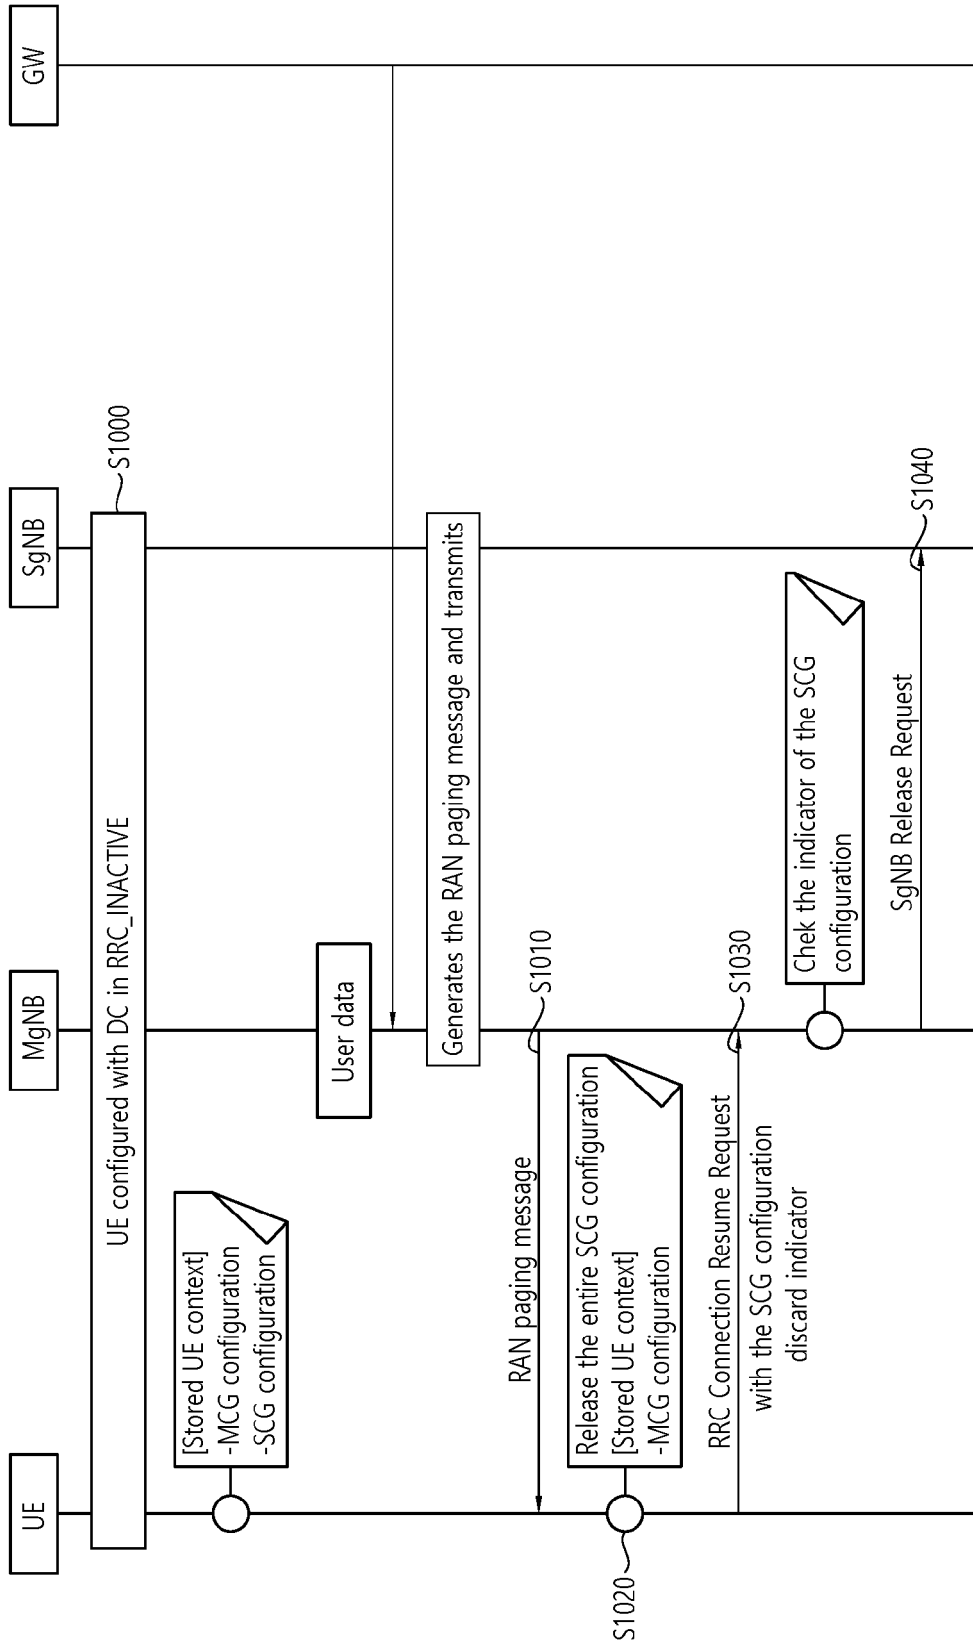 UE
MgNB
SgNB
GW
UE configured with DC in RRC_INACTIVE
S1000
[Stored UE context]
-MCG configuration
-SCG configuration
User data
Generates the RAN paging message and transmits
RAN paging message
S1010
Release the entire SCG configuration
[Stored UE context]
-MCG configuration
S1020
RRC Connection Resume Request
with the SCG configuration
discard indicator
S1030
Chek the indicator of the SCG
configuration
SgNB Release Request
S1040